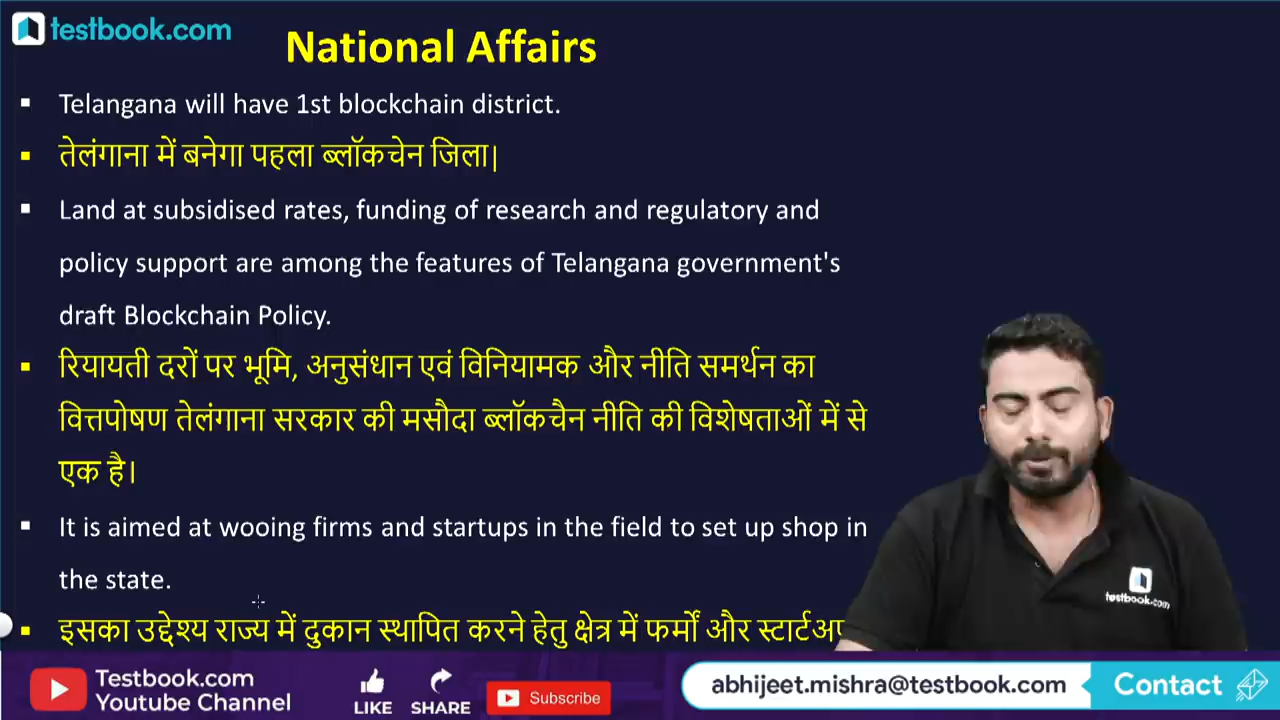 testbook.com
National Affairs
▪ Telangana will have 1st blockchain district.
▪ तेलंगाना में बनेगा पहला ब्लॉकचेन जिला|
▪ Land at subsidised rates, funding of research and regulatory and
policy support are among the features of Telangana government's
draft Blockchain Policy.
▪ रियायती दरों पर भूमि, अनुसंधान एवं विनियामक और नीति समर्थन का
वित्तपोषण तेलंगाना सरकार की मसौदा ब्लॉकचैन नीति की विशेषताओं में से
एक है।
▪ It is aimed at wooing firms and startups in the field to set up shop in
the state.
▪ इसका उद्देश्य राज्य में दुकान स्थापित करने हेतु क्षेत्र में फर्मों और
testbook.com
Testbook.com
Youtube Channel
LIKE
SHARE
Subscribe
abhijeet.mishra@testbook.com
Contact